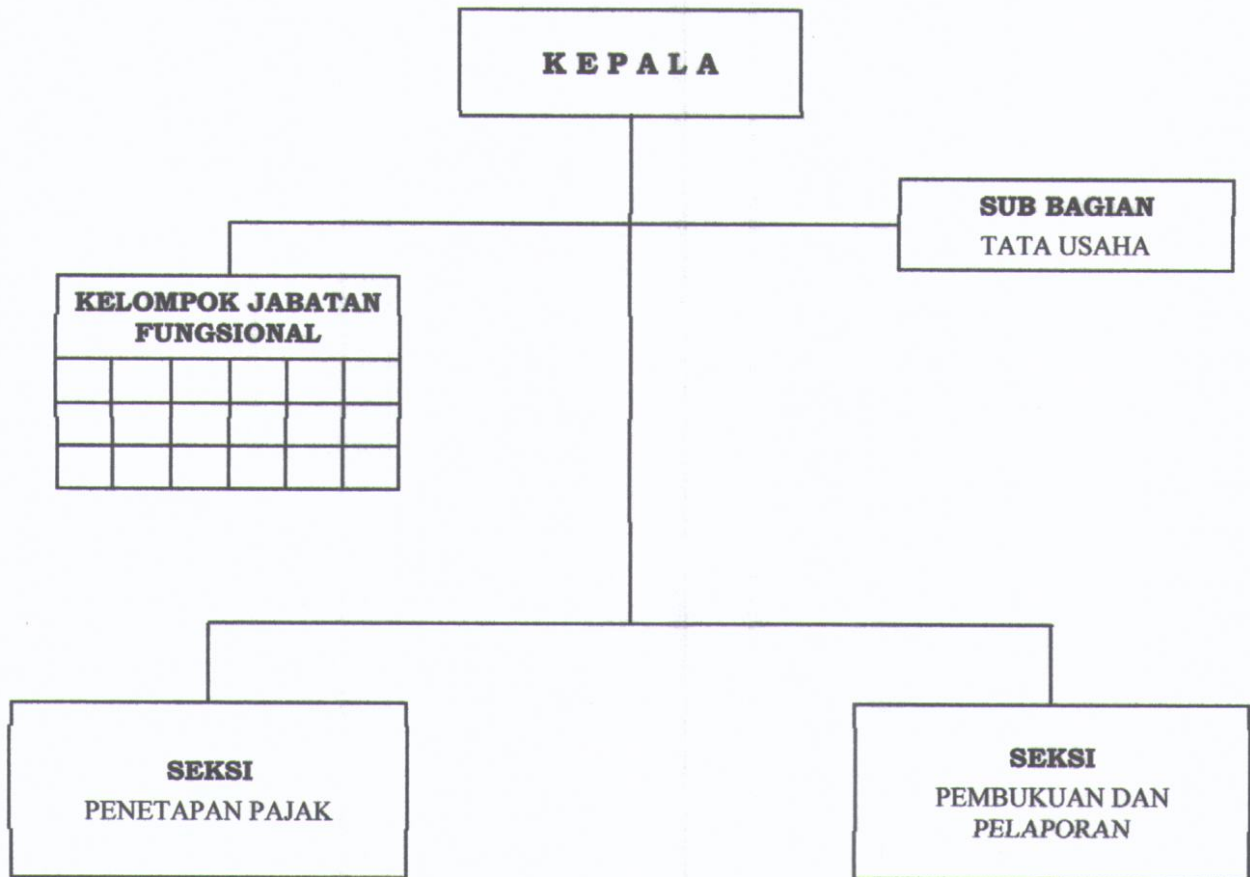 KEPALA
SUB BAGIAN
TATA USAHA
KELOMPOK JABATAN
FUNGSIONAL
SEKSI
PENETAPAN PAJAK
SEKSI
PEMBUKUAN DAN
PELAPORAN